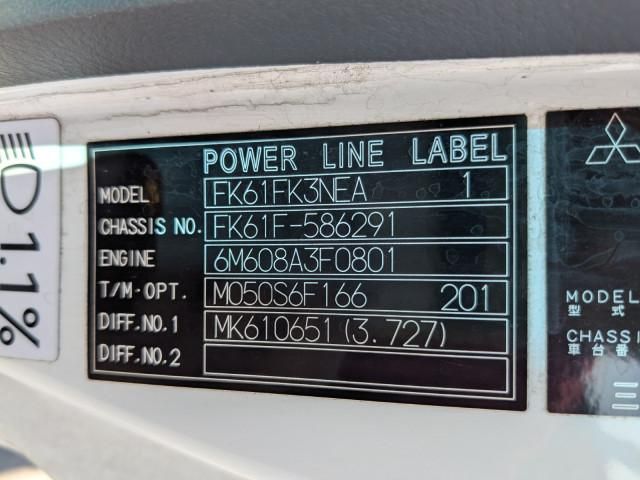 POWER LINE LABEL
MODEL FK61FK3NEA 1
CHASSIS NO. FK61F-586291
ENGINE 6M608A3F0801
T/M·OPT. M050S6F166 201
DIFF.NO.1 MK610651(3.727)
DIFF.NO.2
1.1%
MODEL
型式
CHASSI
車台番
三